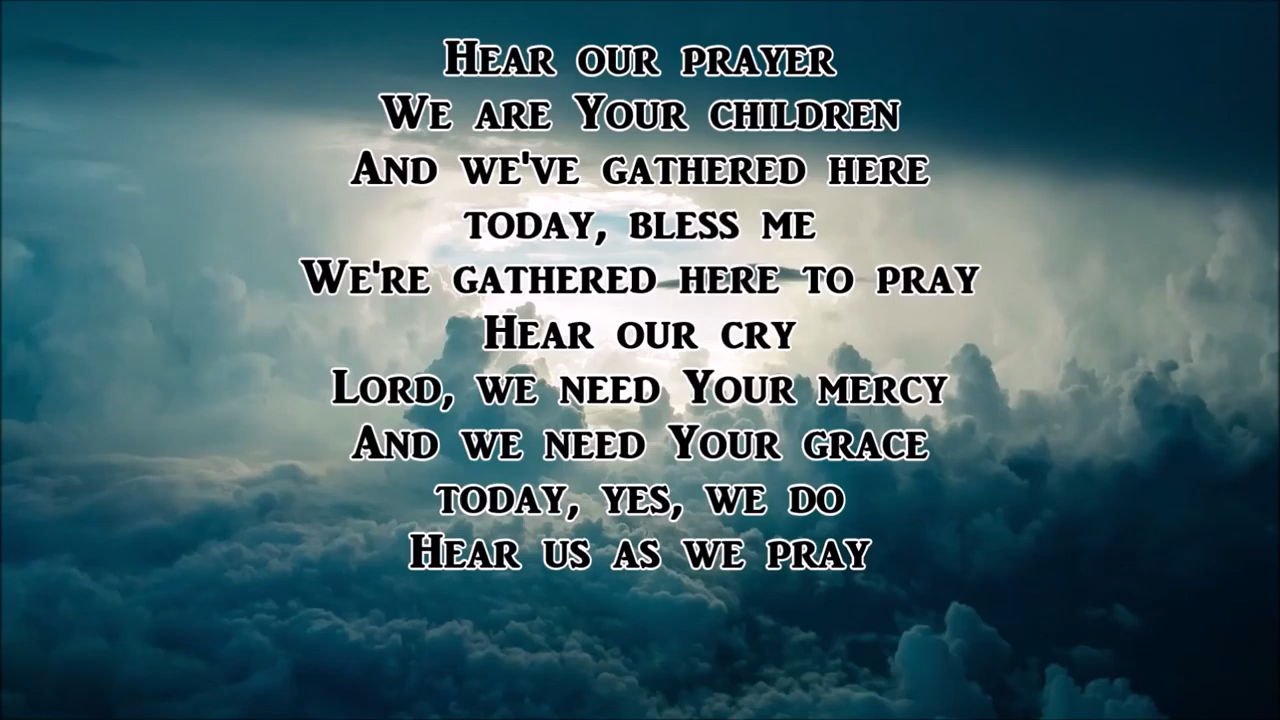 Hear our prayer
We are Your children
And we've gathered here
today, bless me
We're gathered here to pray
Hear our cry
Lord, we need Your mercy
And we need Your grace
today, yes, we do
Hear us as we pray